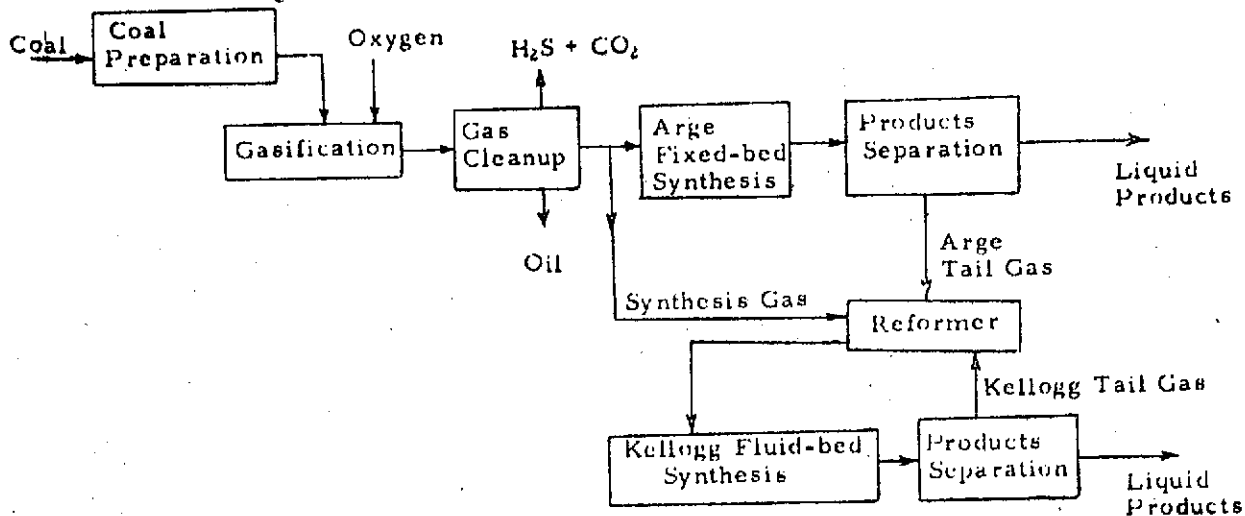 Coal
Coal
Preparation
Oxygen
H₂S + CO₂
Gasification
Gas
Cleanup
Arge
Fixed-bed
Synthesis
Products
Separation
Liquid
Products
Oil
Arge
Tail Gas
Synthesis Gas
Reformer
Kellogg Tail Gas
Kellogg Fluid-bed
Synthesis
Products
Separation
Liquid
Products